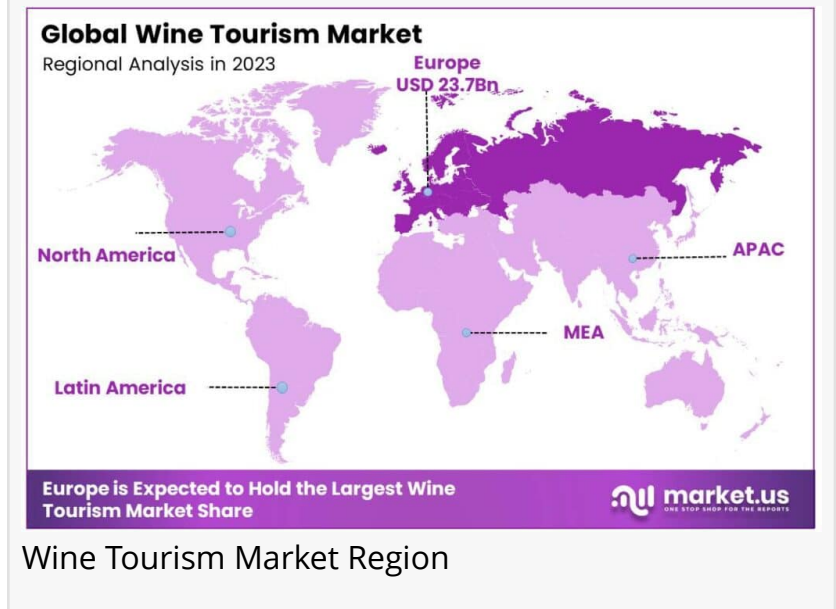 Global Wine Tourism Market
Regional Analysis in 2023
Europe
USD 23.7Bn
North America
APAC
MEA
Latin America
Europe is Expected to Hold the Largest Wine
Tourism Market Share
market.us
ONE STOP SHOP FOR THE REPORTS
Wine Tourism Market Region